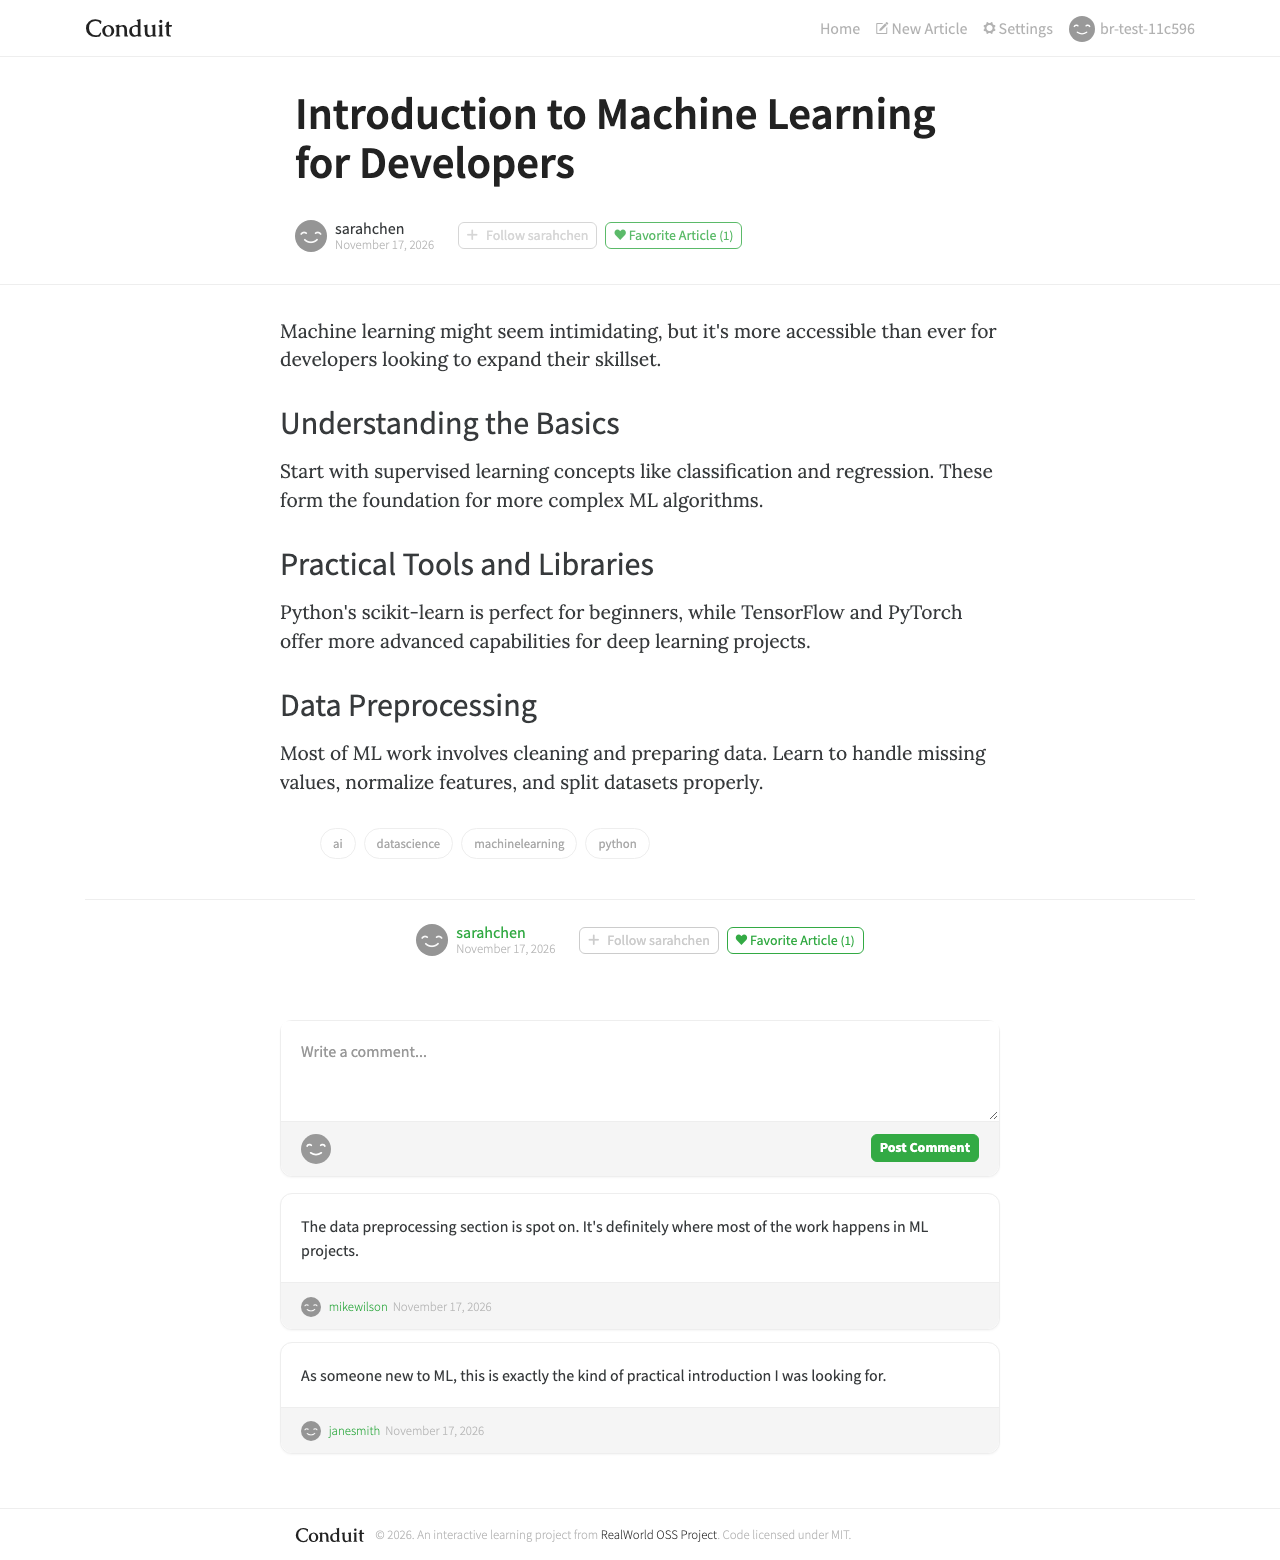 Conduit
Home New Article Settings br-test-11c596
Introduction to Machine Learning
for Developers
sarahchen
November 17, 2026
Follow sarahchen Favorite Article (1)
Machine learning might seem intimidating, but it's more accessible than ever for
developers looking to expand their skillset.
Understanding the Basics
Start with supervised learning concepts like classification and regression. These
form the foundation for more complex ML algorithms.
Practical Tools and Libraries
Python's scikit-learn is perfect for beginners, while TensorFlow and PyTorch
offer more advanced capabilities for deep learning projects.
Data Preprocessing
Most of ML work involves cleaning and preparing data. Learn to handle missing
values, normalize features, and split datasets properly.
ai datascience machinelearning python
sarahchen
November 17, 2026
Follow sarahchen Favorite Article (1)
Write a comment...
Post Comment
The data preprocessing section is spot on. It's definitely where most of the work happens in ML
projects.
mikewilson November 17, 2026
As someone new to ML, this is exactly the kind of practical introduction I was looking for.
janesmith November 17, 2026
Conduit © 2026. An interactive learning project from RealWorld OSS Project. Code licensed under MIT.